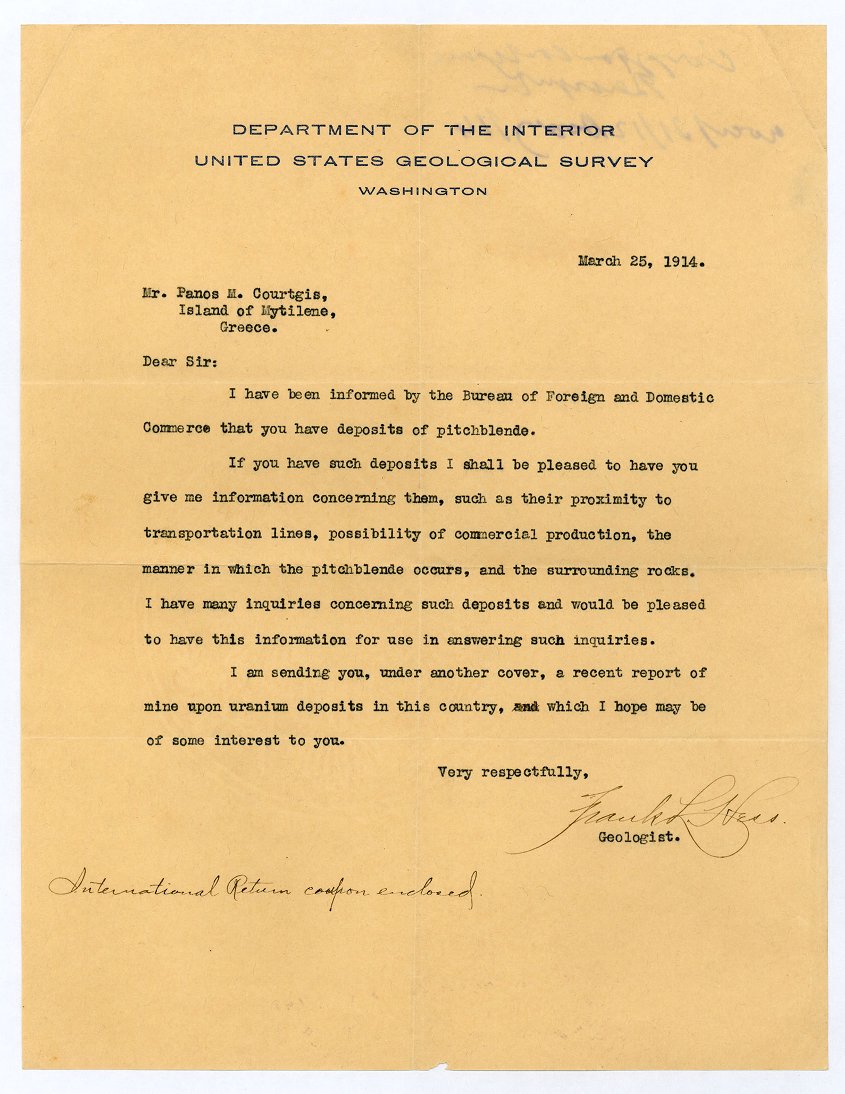 DEPARTMENT OF THE INTERIOR
UNITED STATES GEOLOGICAL SURVEY
WASHINGTON
March 25, 1914.
Mr. Panos M. Courtgis,
Island of Mytilene,
Greece.
Dear Sir:
I have been informed by the Bureau of Foreign and Domestic
Commerce that you have deposits of pitchblende.
If you have such deposits I shall be pleased to have you
give me information concerning them, such as their proximity to
transportation lines, possibility of commercial production, the
manner in which the pitchblende occurs, and the surrounding rocks.
I have many inquiries concerning such deposits and would be pleased
to have this information for use in answering such inquiries.
I am sending you, under another cover, a recent report of
mine upon uranium deposits in this country, and which I hope may be
of some interest to you.
Very respectfully,
Frank L. Hess.
Geologist.
International Return coupon enclosed.